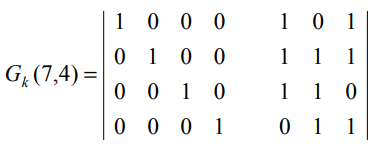 1 0 0 0 1 0 1
0 1 0 0 1 1 1
G_k (7,4) =
0 0 1 0 1 1 0
0 0 0 1 0 1 1